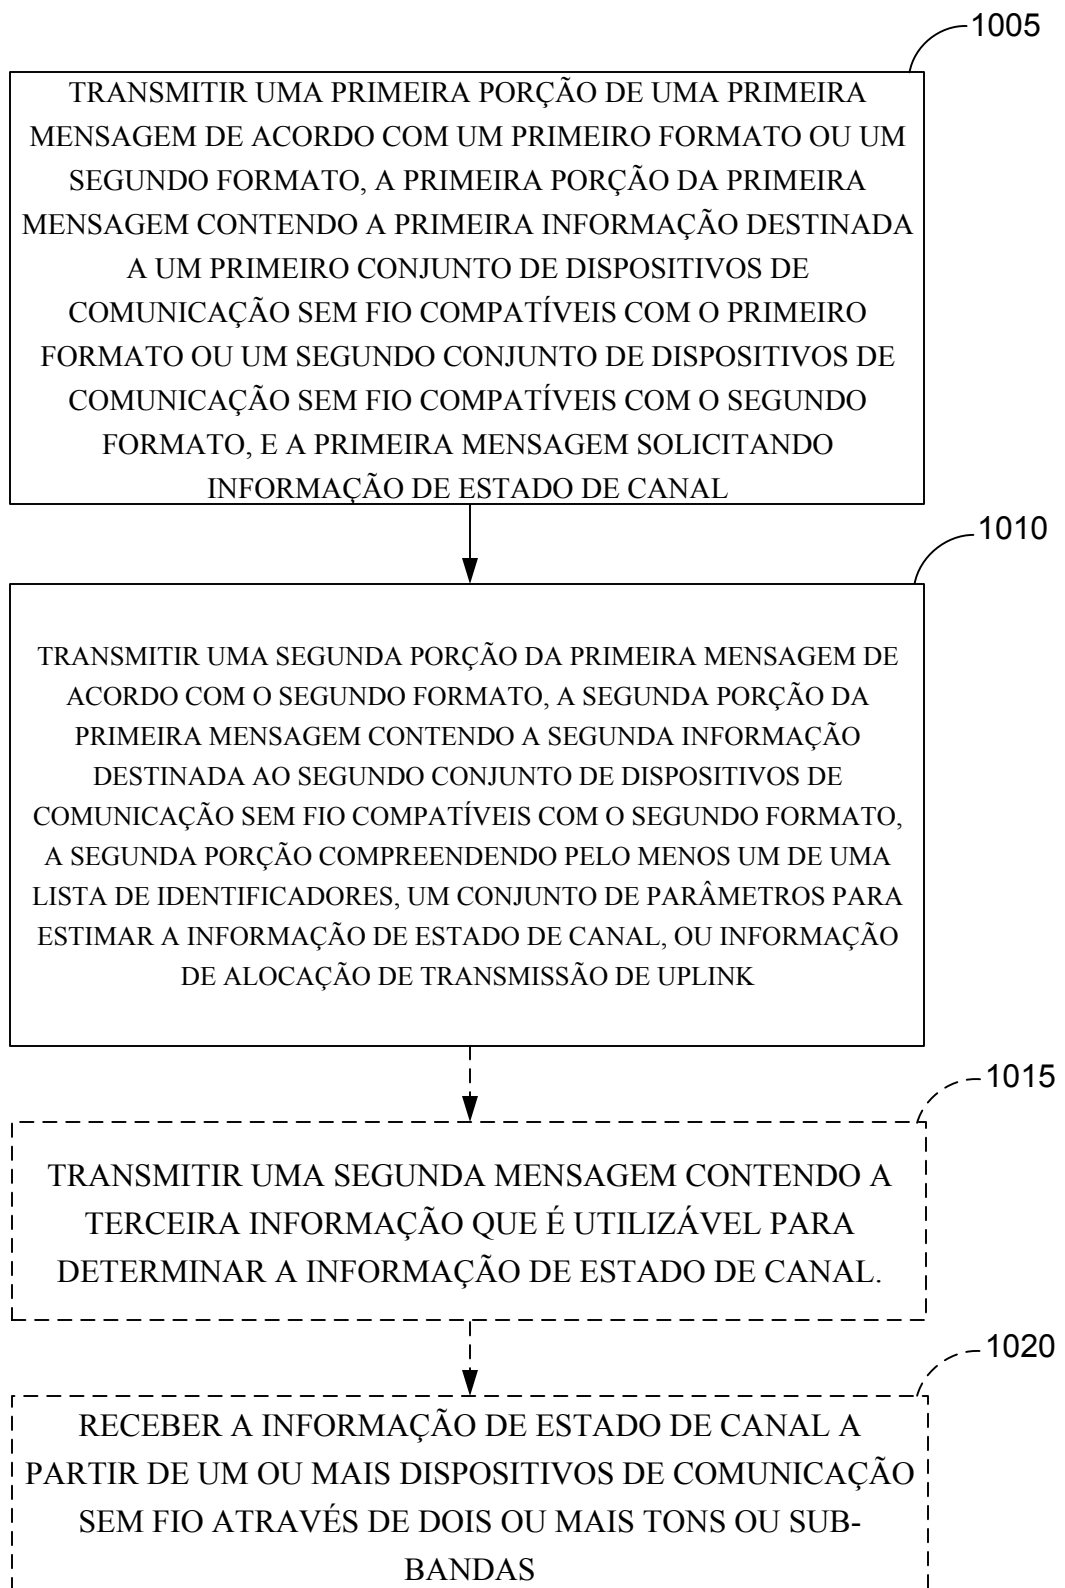 1005
TRANSMITIR UMA PRIMEIRA PORÇÃO DE UMA PRIMEIRA
MENSAGEM DE ACORDO COM UM PRIMEIRO FORMATO OU UM
SEGUNDO FORMATO, A PRIMEIRA PORÇÃO DA PRIMEIRA
MENSAGEM CONTENDO A PRIMEIRA INFORMAÇÃO DESTINADA
A UM PRIMEIRO CONJUNTO DE DISPOSITIVOS DE
COMUNICAÇÃO SEM FIO COMPATÍVEIS COM O PRIMEIRO
FORMATO OU UM SEGUNDO CONJUNTO DE DISPOSITIVOS DE
COMUNICAÇÃO SEM FIO COMPATÍVEIS COM O SEGUNDO
FORMATO, E A PRIMEIRA MENSAGEM SOLICITANDO
INFORMAÇÃO DE ESTADO DE CANAL
1010
TRANSMITIR UMA SEGUNDA PORÇÃO DA PRIMEIRA MENSAGEM DE
ACORDO COM O SEGUNDO FORMATO, A SEGUNDA PORÇÃO DA
PRIMEIRA MENSAGEM CONTENDO A SEGUNDA INFORMAÇÃO
DESTINADA AO SEGUNDO CONJUNTO DE DISPOSITIVOS DE
COMUNICAÇÃO SEM FIO COMPATÍVEIS COM O SEGUNDO FORMATO,
A SEGUNDA PORÇÃO COMPREENDENDO PELO MENOS UM DE UMA
LISTA DE IDENTIFICADORES, UM CONJUNTO DE PARÂMETROS PARA
ESTIMAR A INFORMAÇÃO DE ESTADO DE CANAL, OU INFORMAÇÃO
DE ALOCAÇÃO DE TRANSMISSÃO DE UPLINK
1015
TRANSMITIR UMA SEGUNDA MENSAGEM CONTENDO A
TERCEIRA INFORMAÇÃO QUE É UTILIZÁVEL PARA
DETERMINAR A INFORMAÇÃO DE ESTADO DE CANAL.
1020
RECEBER A INFORMAÇÃO DE ESTADO DE CANAL A
PARTIR DE UM OU MAIS DISPOSITIVOS DE COMUNICAÇÃO
SEM FIO ATRAVÉS DE DOIS OU MAIS TONS OU SUB-
BANDAS